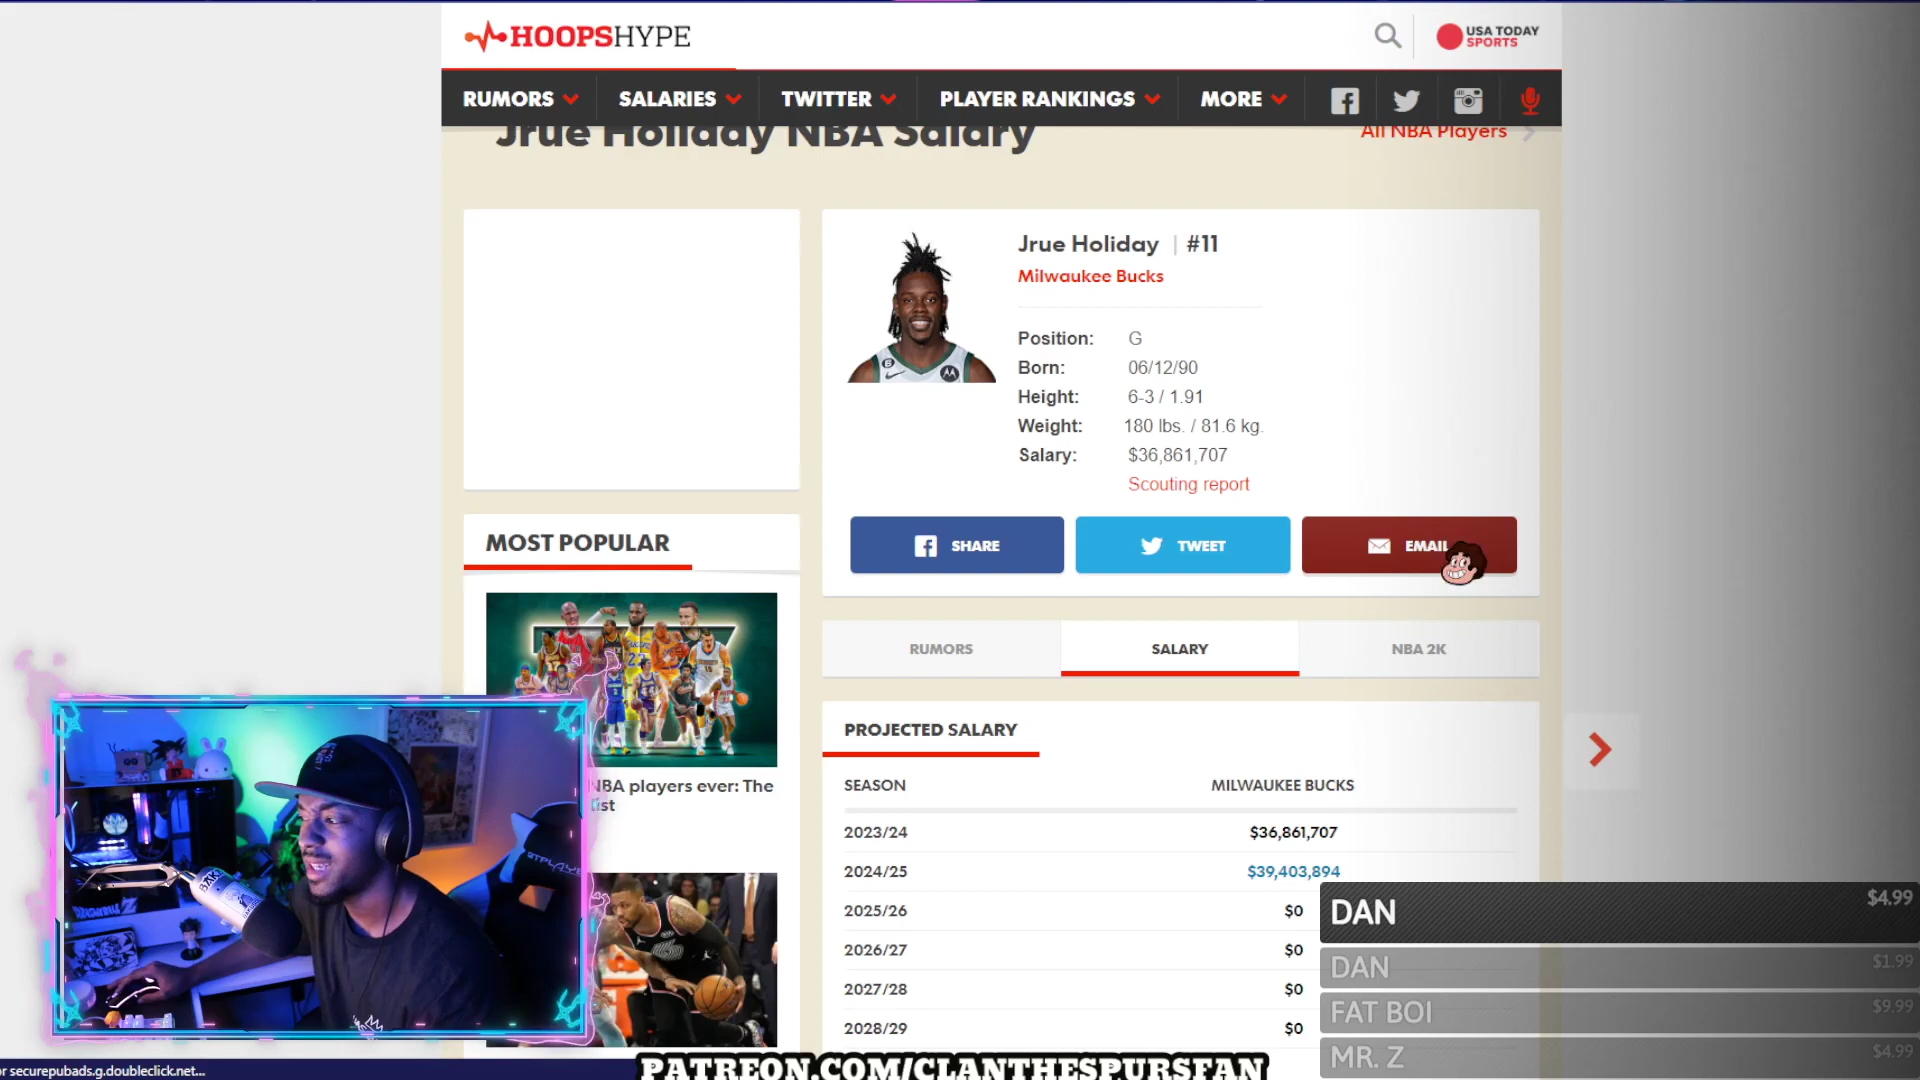 HOOPSHYPE
USA TODAY
SPORTS
RUMORS
SALARIES
TWITTER
PLAYER RANKINGS
MORE
Jrue Holiday NBA Salary
All NBA Players
Jrue Holiday | #11
Milwaukee Bucks
Position: G
Born: 06/12/90
Height: 6-3 / 1.91
Weight: 180 lbs. / 81.6 kg.
Salary: $36,861,707
Scouting report
SHARE
TWEET
EMAIL
MOST POPULAR
NBA players ever: The
list
RUMORS
SALARY
NBA 2K
PROJECTED SALARY
SEASON MILWAUKEE BUCKS
2023/24 $36,861,707
2024/25 $39,403,894
2025/26 $0
2026/27 $0
2027/28 $0
2028/29 $0
DAN $4.99
DAN $1.99
FAT BOI $9.99
MR. Z $4.99
PATREON.COM/CLANTHESPURSFAN
or securepubads.g.doubleclick.net...